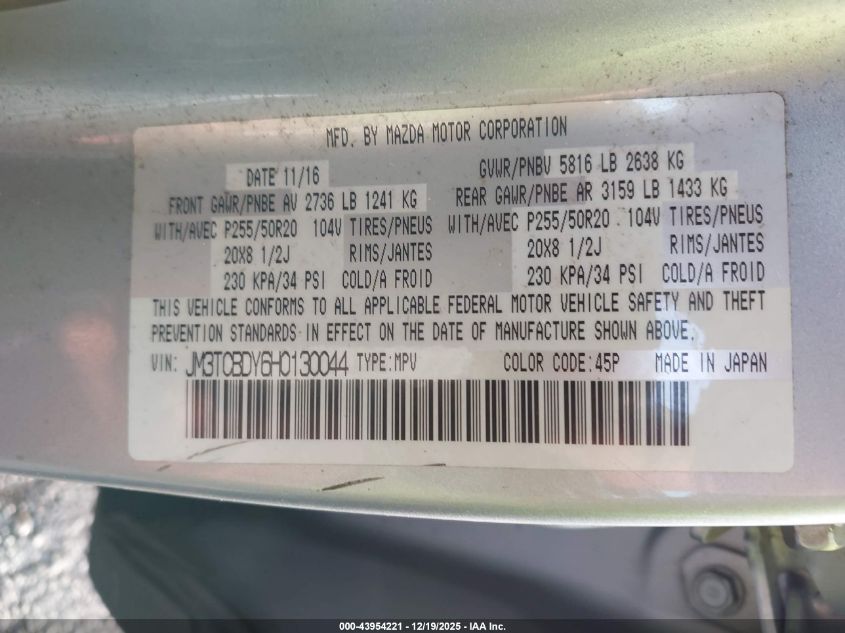 MFD. BY MAZDA MOTOR CORPORATION
DATE 11/16 GVWR/PNBV 5816 LB 2638 KG
FRONT GAWR/PNBE AV 2736 LB 1241 KG REAR GAWR/PNBE AR 3159 LB 1433 KG
WITH/AVEC P255/50R20 104V TIRES/PNEUS WITH/AVEC P255/50R20 104V TIRES/PNEUS
20X8 1/2J RIMS/JANTES 20X8 1/2J RIMS/JANTES
230 KPA/34 PSI COLD/A FROID 230 KPA/34 PSI COLD/A FROID
THIS VEHICLE CONFORMS TO ALL APPLICABLE FEDERAL MOTOR VEHICLE SAFETY AND THEFT
PREVENTION STANDARDS IN EFFECT ON THE DATE OF MANUFACTURE SHOWN ABOVE.
VIN: JM3TCBDY6H0130044 TYPE:MPV COLOR CODE:45P MADE IN JAPAN
000-43954221 - 12/19/2025 - IAA Inc.